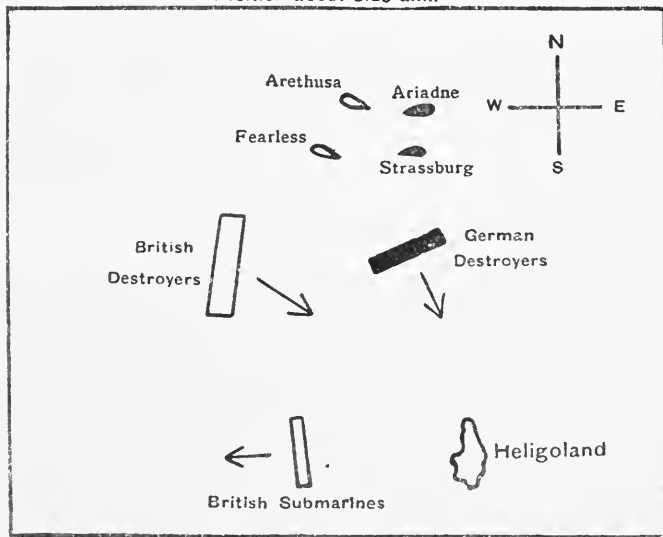 Arethusa
Ariadne
N
W
E
S
Fearless
Strassburg
British
Destroyers
German
Destroyers
Heligoland
British Submarines